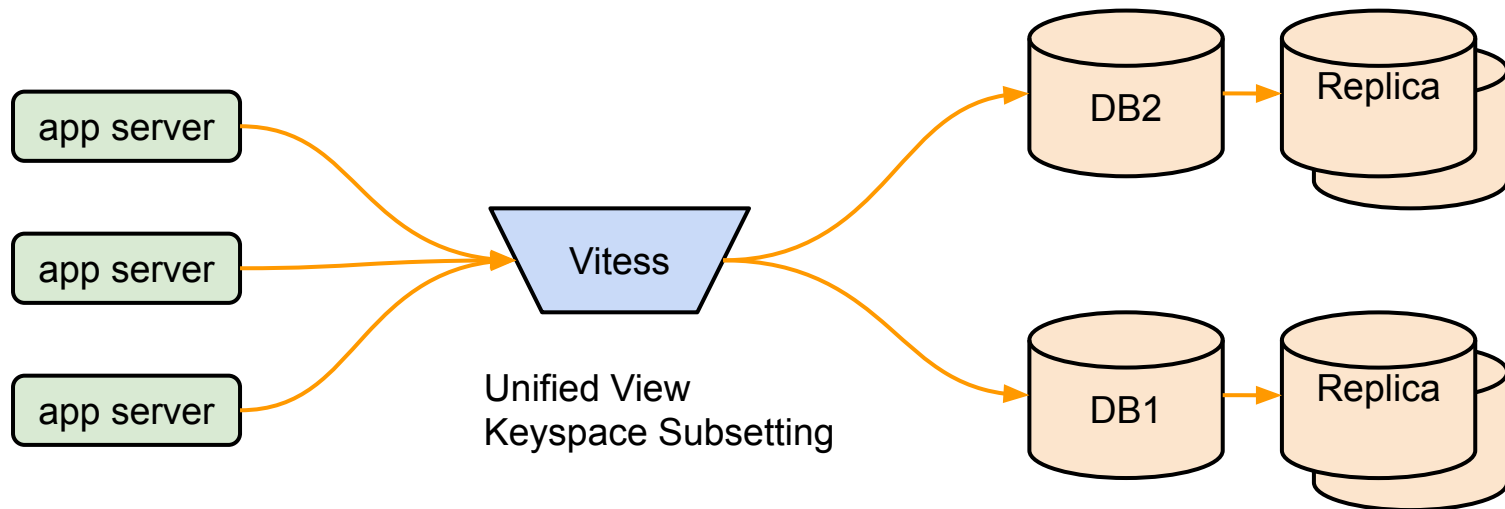 app server
app server
app server
Vitess
Unified View
Keyspace Subsetting
DB2
Replica
DB1
Replica